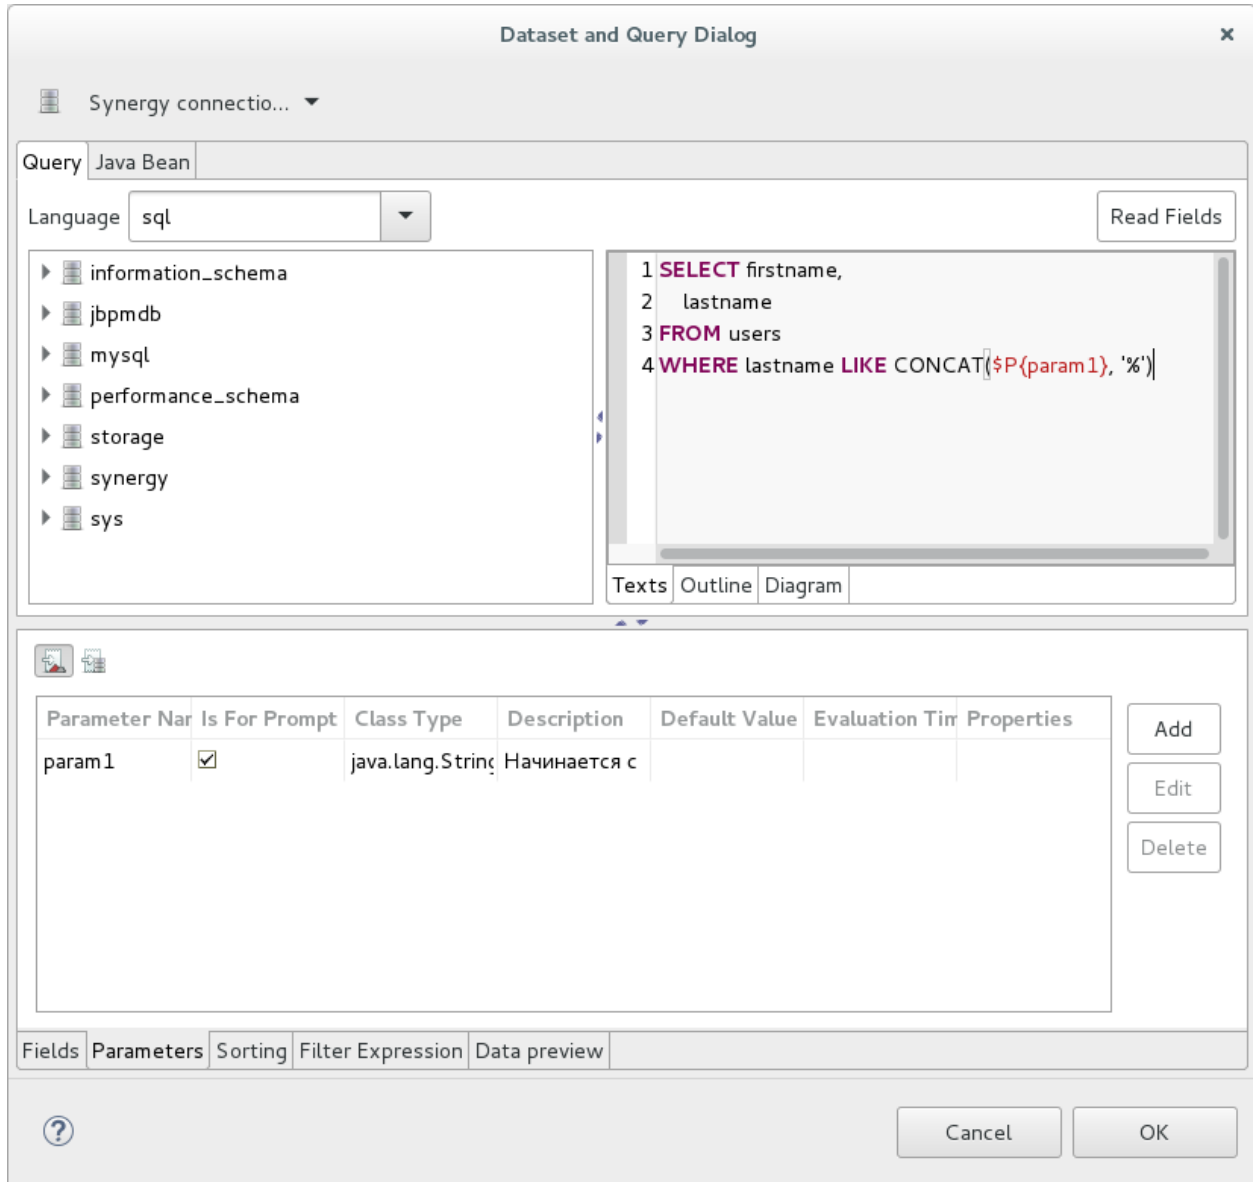 Dataset and Query Dialog
Synergy connectio...
Query Java Bean
Language sql Read Fields
information_schema
jbpmdb
mysql
performance_schema
storage
synergy
sys
1 SELECT firstname,
2 lastname
3 FROM users
4 WHERE lastname LIKE CONCAT($P{param1}, '%')
Texts Outline Diagram
Parameter Nar Is For Prompt Class Type Description Default Value Evaluation Tim Properties
param1 java.lang.String Начинается с
Add
Edit
Delete
Fields Parameters Sorting Filter Expression Data preview
Cancel OK